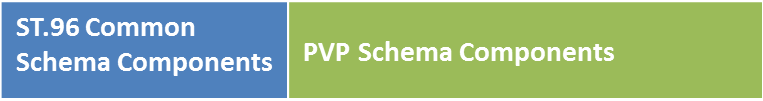 ST.96 Common
Schema Components
PVP Schema Components